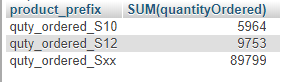 product_prefix SUM(quantityOrdered)
quty_ordered_S10 5964
quty_ordered_S12 9753
quty_ordered_Sxx 89799